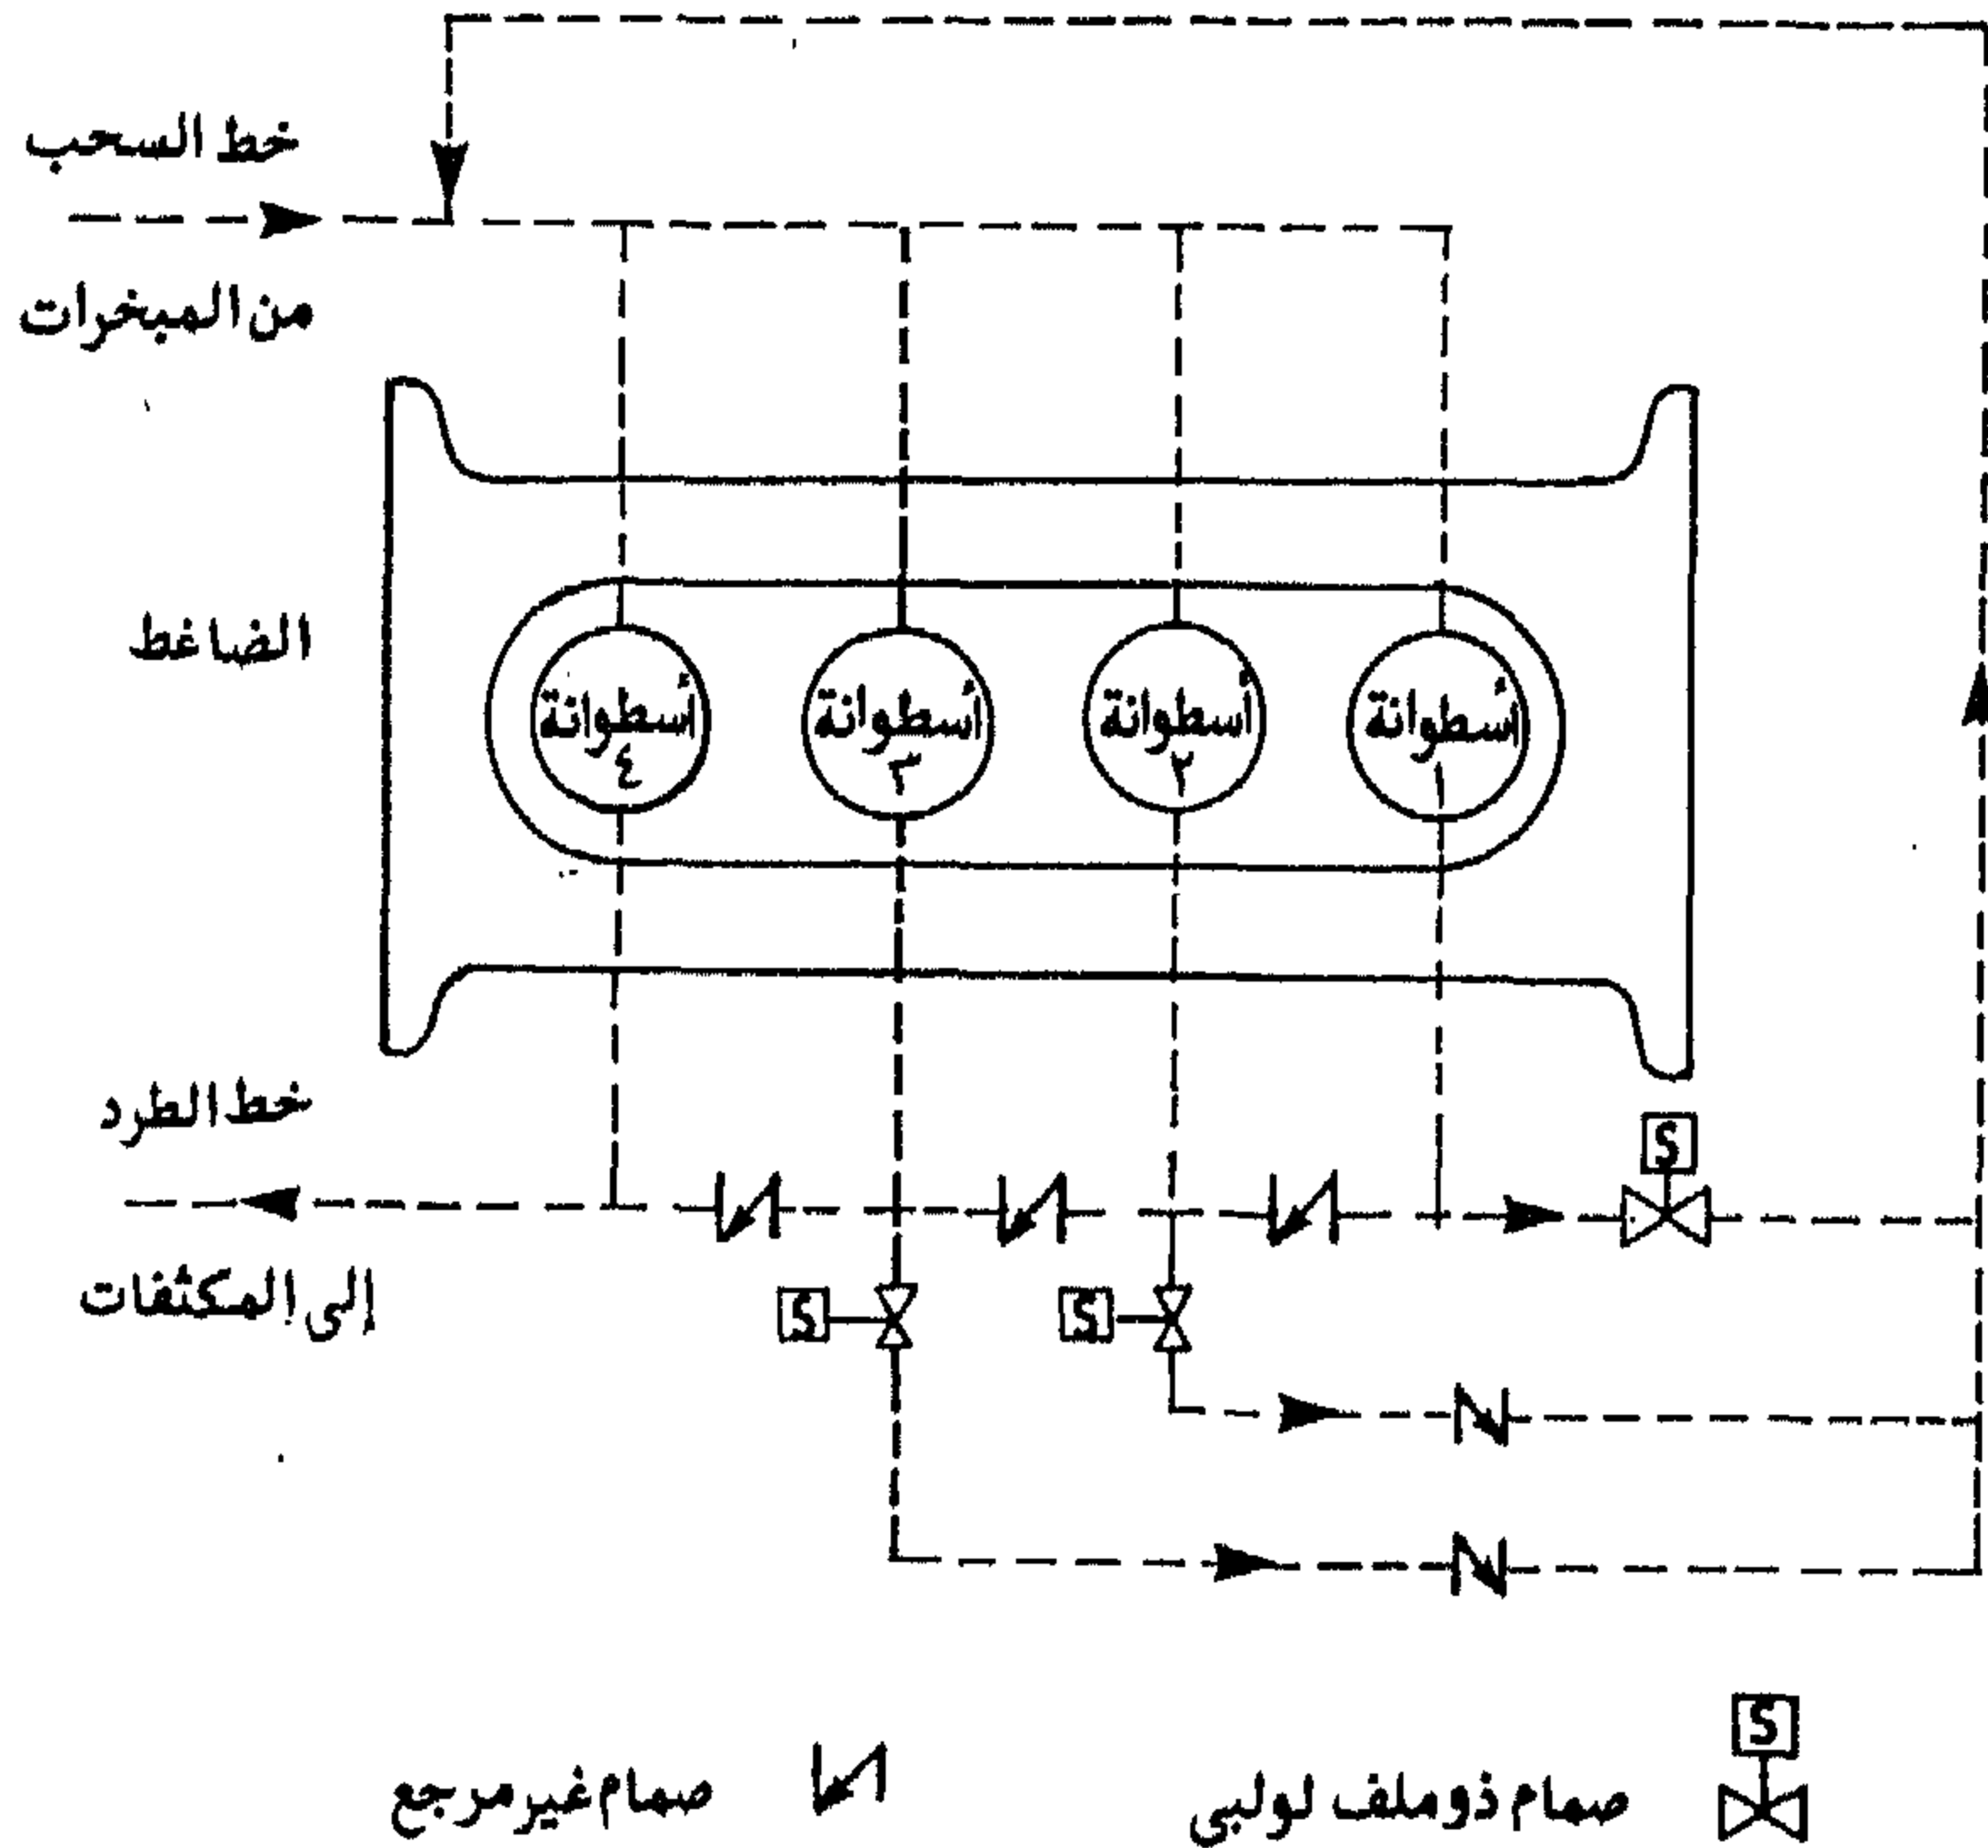 خط السحب
من المبخرات
الضاغط
أسطوانة
١
أسطوانة
٢
أسطوانة
٣
أسطوانة
٤
خط الطرد
إلى المكثفات
S
S
S
S
صمام ذو ملف لولبى
صمام غير مرجع